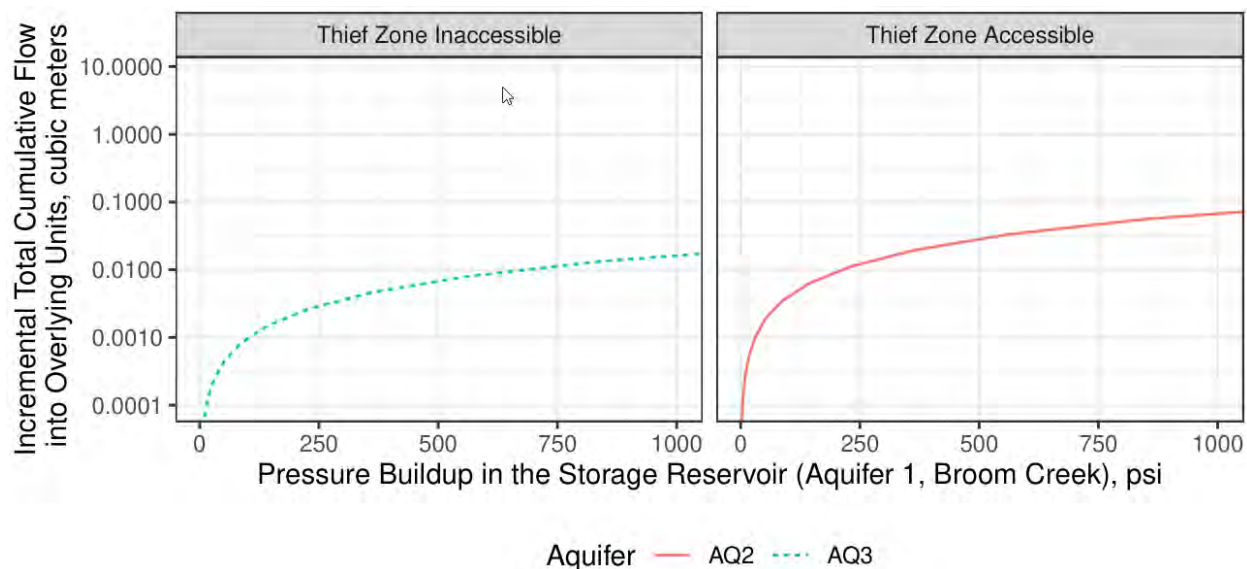 Thief Zone Inaccessible
Thief Zone Accessible
Incremental Total Cumulative Flow
into Overlying Units, cubic meters
10.0000
1.0000
0.1000
0.0100
0.0010
0.0001
0 250 500 750 1000
0 250 500 750 1000
Pressure Buildup in the Storage Reservoir (Aquifer 1, Broom Creek), psi
Aquifer AQ2 AQ3